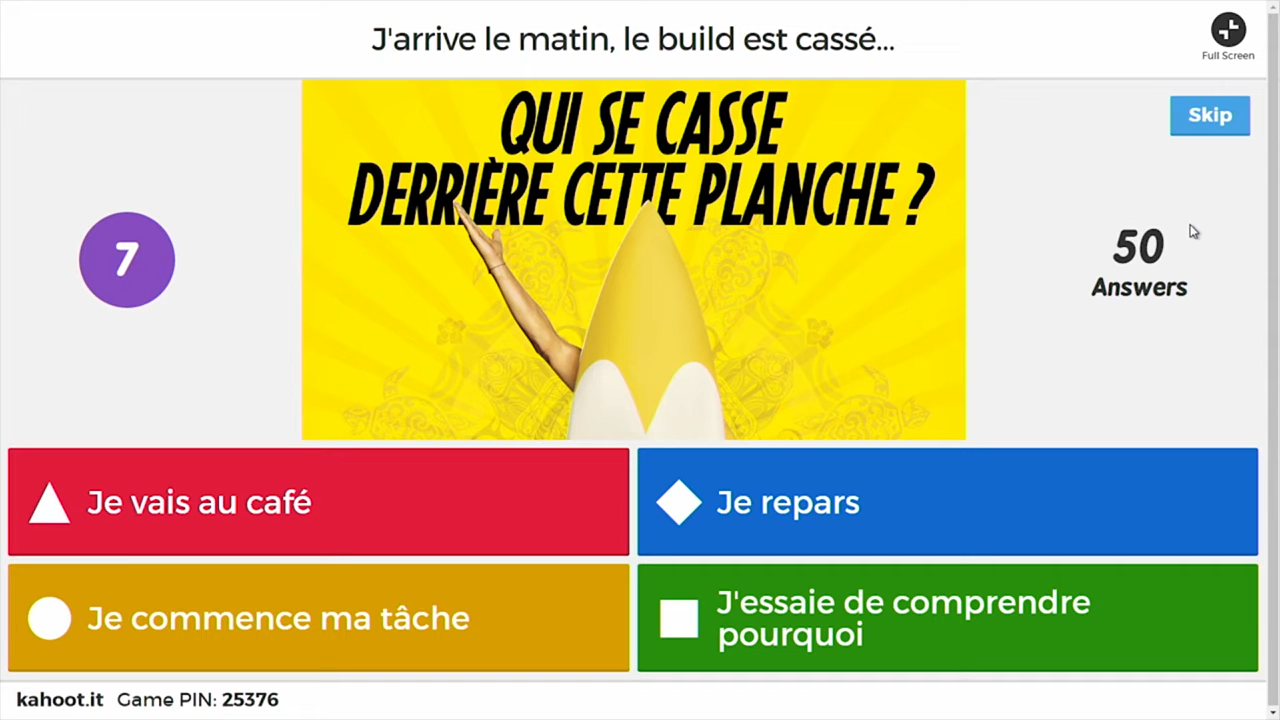 J'arrive le matin, le build est cassé...
Full Screen
QUI SE CASSE
DERRIÈRE CETTE PLANCHE ?
Skip
7
50
Answers
Je vais au café
Je repars
Je commence ma tâche
J'essaie de comprendre
pourquoi
kahoot.it Game PIN: 25376